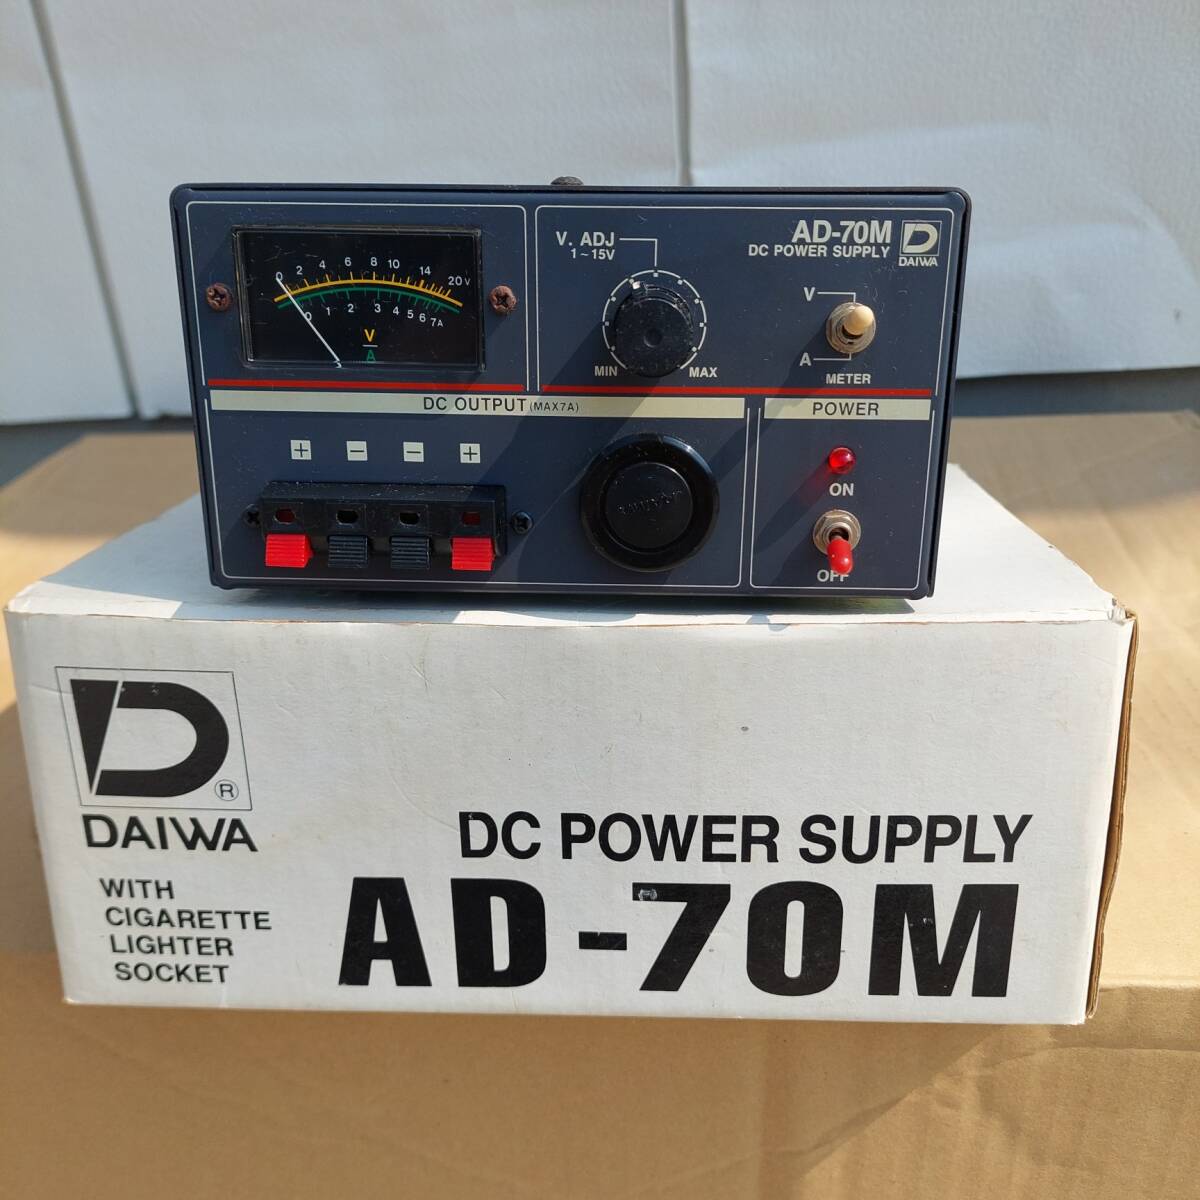 0 2 4 6 8 10 14 20V
0 1 2 3 4 5 6 7A
V
A
V. ADJ
1~15V
MIN
MAX
AD-70M
DC POWER SUPPLY
DAIWA
V
A
METER
DC OUTPUT (MAX7A)
POWER
+ − − +
ON
OFF
DAIWA
R
DAIWA
WITH
CIGARETTE
LIGHTER
SOCKET
DC POWER SUPPLY
AD-70M